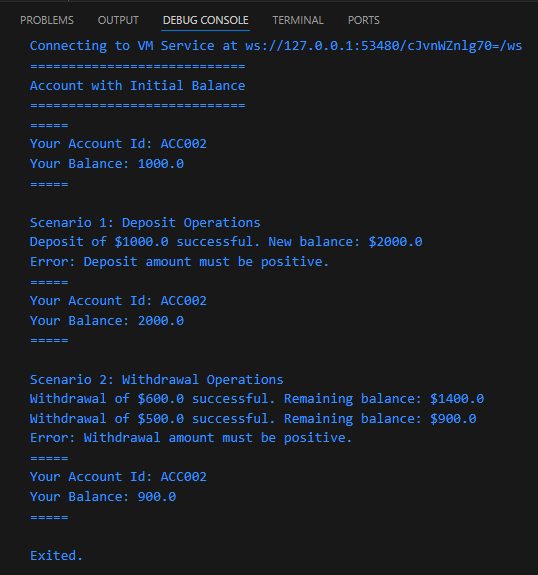 PROBLEMS OUTPUT DEBUG CONSOLE TERMINAL PORTS
Connecting to VM Service at ws://127.0.0.1:53480/cJvnWZnlg70=/ws
============================
Account with Initial Balance
============================
=====
Your Account Id: ACC002
Your Balance: 1000.0
=====
Scenario 1: Deposit Operations
Deposit of $1000.0 successful. New balance: $2000.0
Error: Deposit amount must be positive.
=====
Your Account Id: ACC002
Your Balance: 2000.0
=====
Scenario 2: Withdrawal Operations
Withdrawal of $600.0 successful. Remaining balance: $1400.0
Withdrawal of $500.0 successful. Remaining balance: $900.0
Error: Withdrawal amount must be positive.
=====
Your Account Id: ACC002
Your Balance: 900.0
=====
Exited.